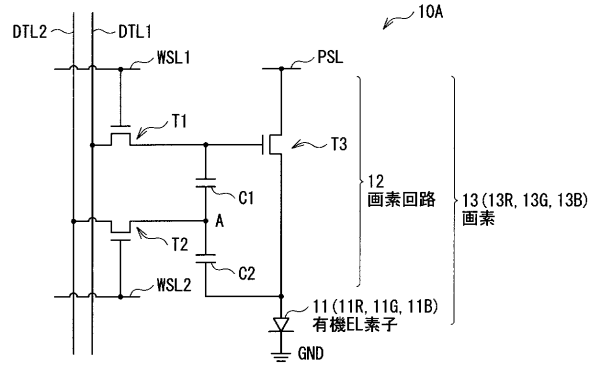 10A
DTL2
DTL1
WSL1
PSL
T1
T3
C1
12
画素回路
13(13R, 13G, 13B)
画素
A
T2
C2
WSL2
11(11R, 11G, 11B)
有機EL素子
GND